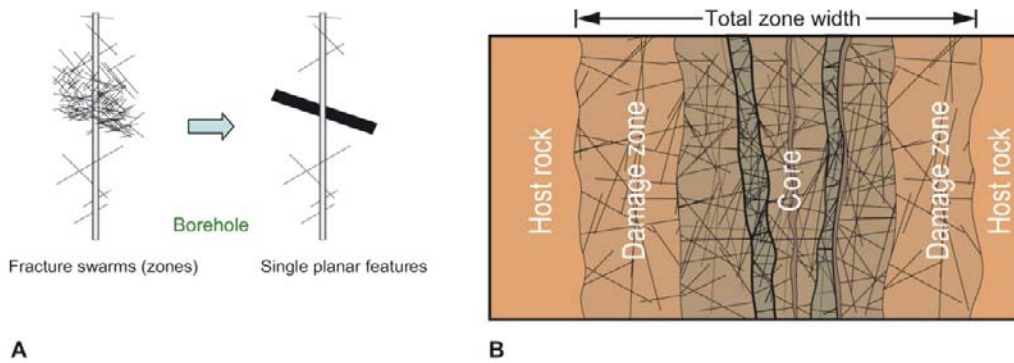 Borehole
Fracture swarms (zones)
Single planar features
A
Total zone width
Host rock
Damage zone
Core
Damage zone
Host rock
B